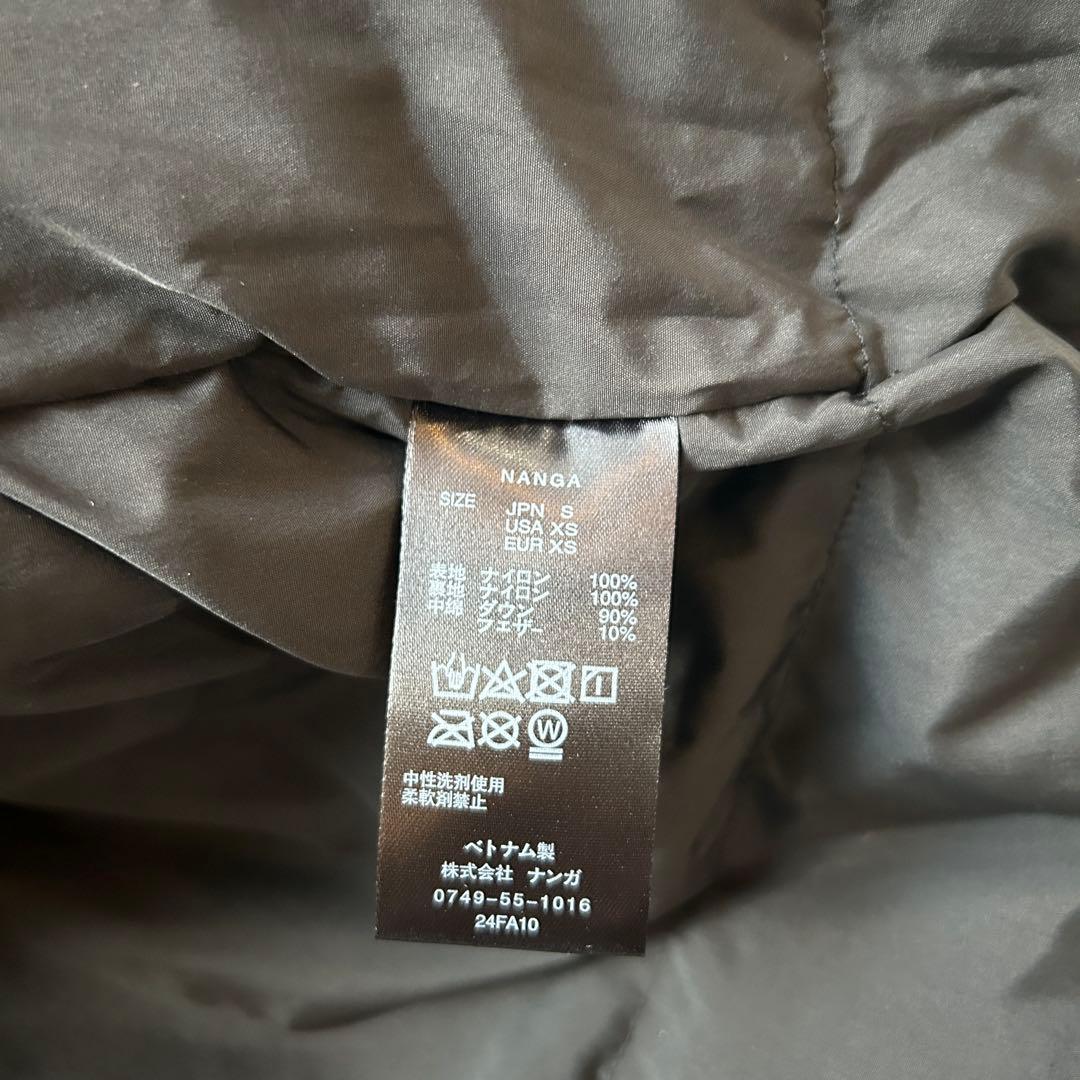 NANGA
SIZE JPN S
USA XS
EUR XS
表地 ナイロン 100%
裏地 ナイロン 100%
中綿 ダウン 90%
フェザー 10%
W
中性洗剤使用
柔軟剤禁止
ベトナム製
株式会社 ナンガ
0749-55-1016
24FA10